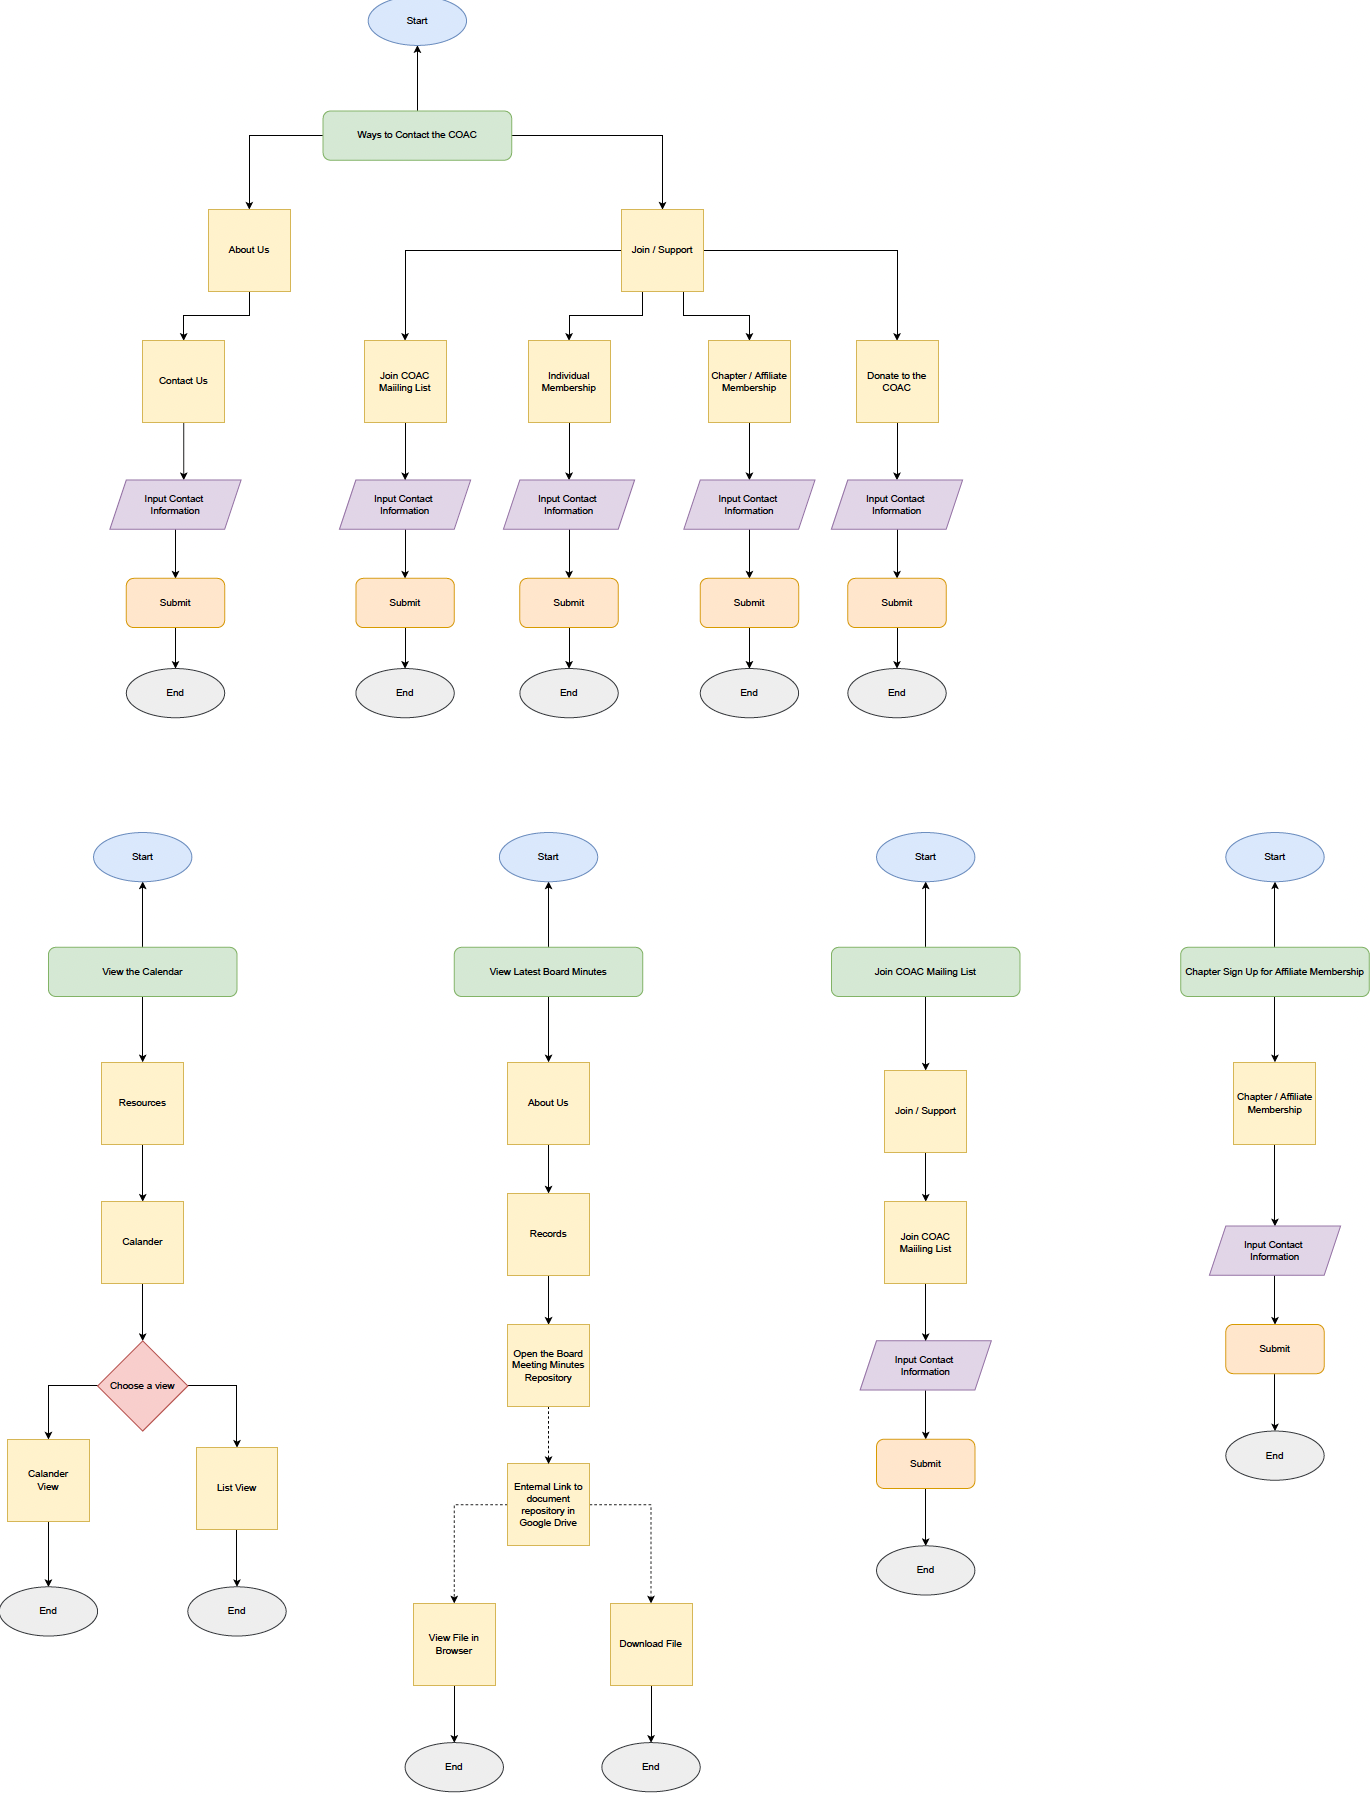 Start
Ways to Contact the COAC
About Us
Join / Support
Contact Us
Join COAC
Maiiling List
Individual
Membership
Chapter / Affiliate
Membership
Donate to the
COAC
Input Contact
Information
Input Contact
Information
Input Contact
Information
Input Contact
Information
Input Contact
Information
Submit
Submit
Submit
Submit
Submit
End
End
End
End
End
Start
View the Calendar
Resources
Calander
Choose a view
Calander
View
List View
End
End
Start
View Latest Board Minutes
About Us
Records
Open the Board
Meeting Minutes
Repository
Enternal Link to
document
repository in
Google Drive
View File in
Browser
Download File
End
End
Start
Join COAC Mailing List
Join / Support
Join COAC
Maiiling List
Input Contact
Information
Submit
End
Start
Chapter Sign Up for Affiliate Membership
Chapter / Affiliate
Membership
Input Contact
Information
Submit
End